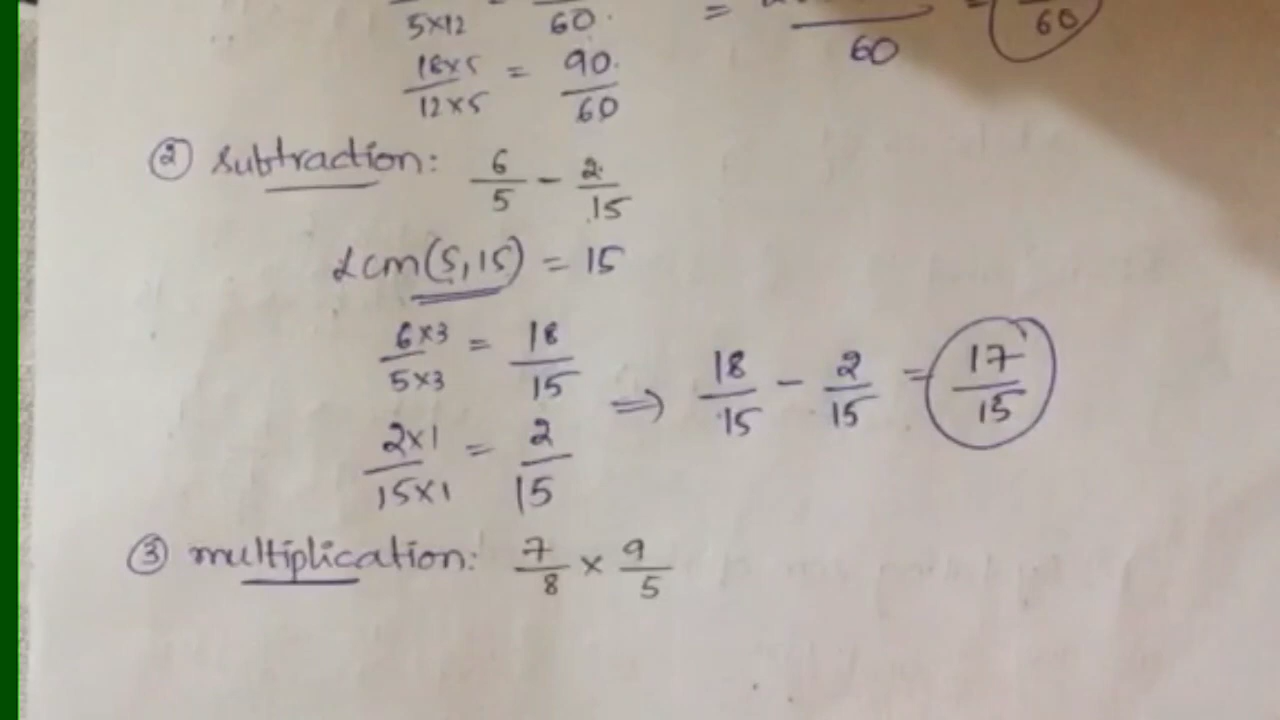 5×12 60. = 60 60
18×5/12×5 = 90./60
② Subtraction: 6/5 - 2/15
Lcm(5,15) = 15
6×3/5×3 = 18/15
⇒ 18/15 - 2/15 = 17/15
2×1/15×1 = 2/15
③ multiplication: 7/8 × 9/5